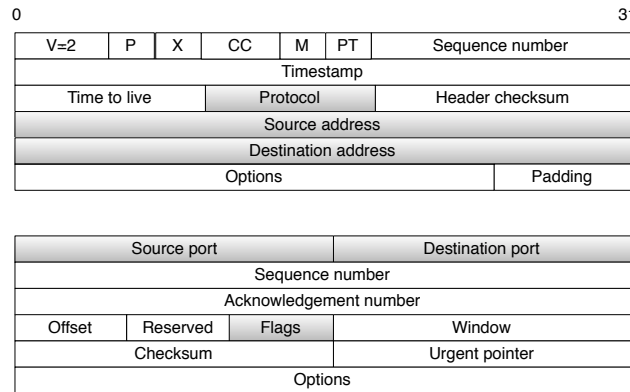 0 31
V=2 P X CC M PT Sequence number
Timestamp
Time to live Protocol Header checksum
Source address
Destination address
Options Padding
Source port Destination port
Sequence number
Acknowledgement number
Offset Reserved Flags Window
Checksum Urgent pointer
Options